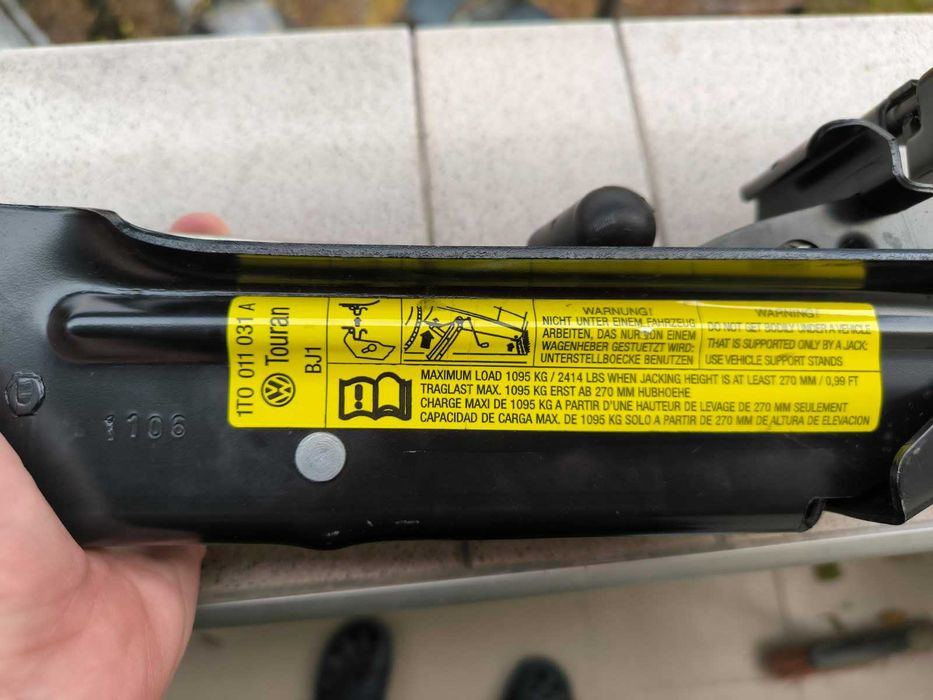 1TO 011 031 A
Touran
BJ1
WARNUNG!
NICHT UNTER EINEM FAHRZEUG
ARBEITEN, DAS NUR VON EINEM
WAGENHEBER GESTUETZT WIRD:
UNTERSTELLBOECKE BENUTZEN
WARNING!
DO NOT GET BODILY UNDER A VEHICLE
THAT IS SUPPORTED ONLY BY A JACK:
USE VEHICLE SUPPORT STANDS
MAXIMUM LOAD 1095 KG / 2414 LBS WHEN JACKING HEIGHT IS AT LEAST 270 MM / 0,99 FT
TRAGLAST MAX. 1095 KG ERST AB 270 MM HUBHOEHE
CHARGE MAXI DE 1095 KG A PARTIR D'UNE HAUTEUR DE LEVAGE DE 270 MM SEULEMENT
CAPACIDAD DE CARGA MAX. DE 1095 KG SOLO A PARTIR DE 270 MM DE ALTURA DE ELEVACION
1106